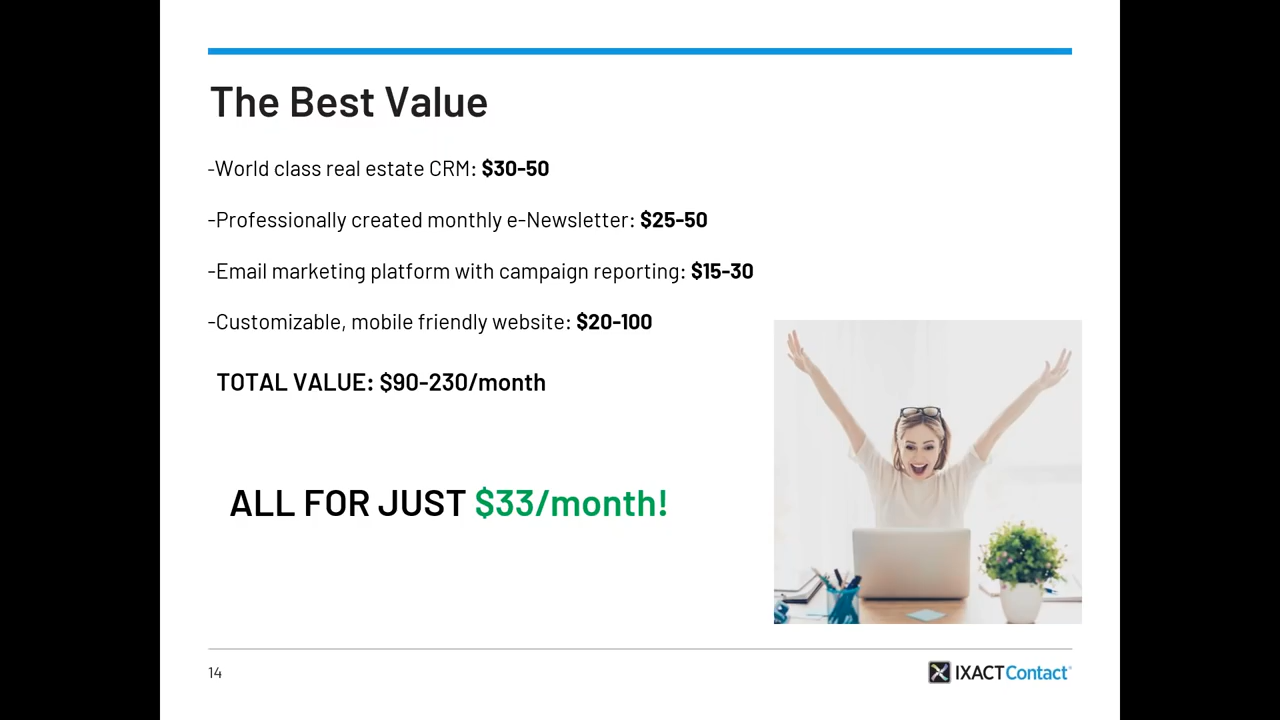 The Best Value
-World class real estate CRM: $30-50
-Professionally created monthly e-Newsletter: $25-50
-Email marketing platform with campaign reporting: $15-30
-Customizable, mobile friendly website: $20-100
TOTAL VALUE: $90-230/month
ALL FOR JUST $33/month!
14
IXACTContact